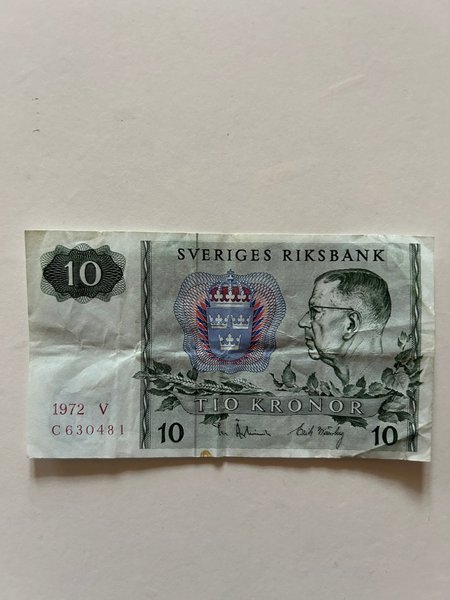 10
SVERIGES RIKSBANK
TIO KRONOR
1972 V
C630481
10
10